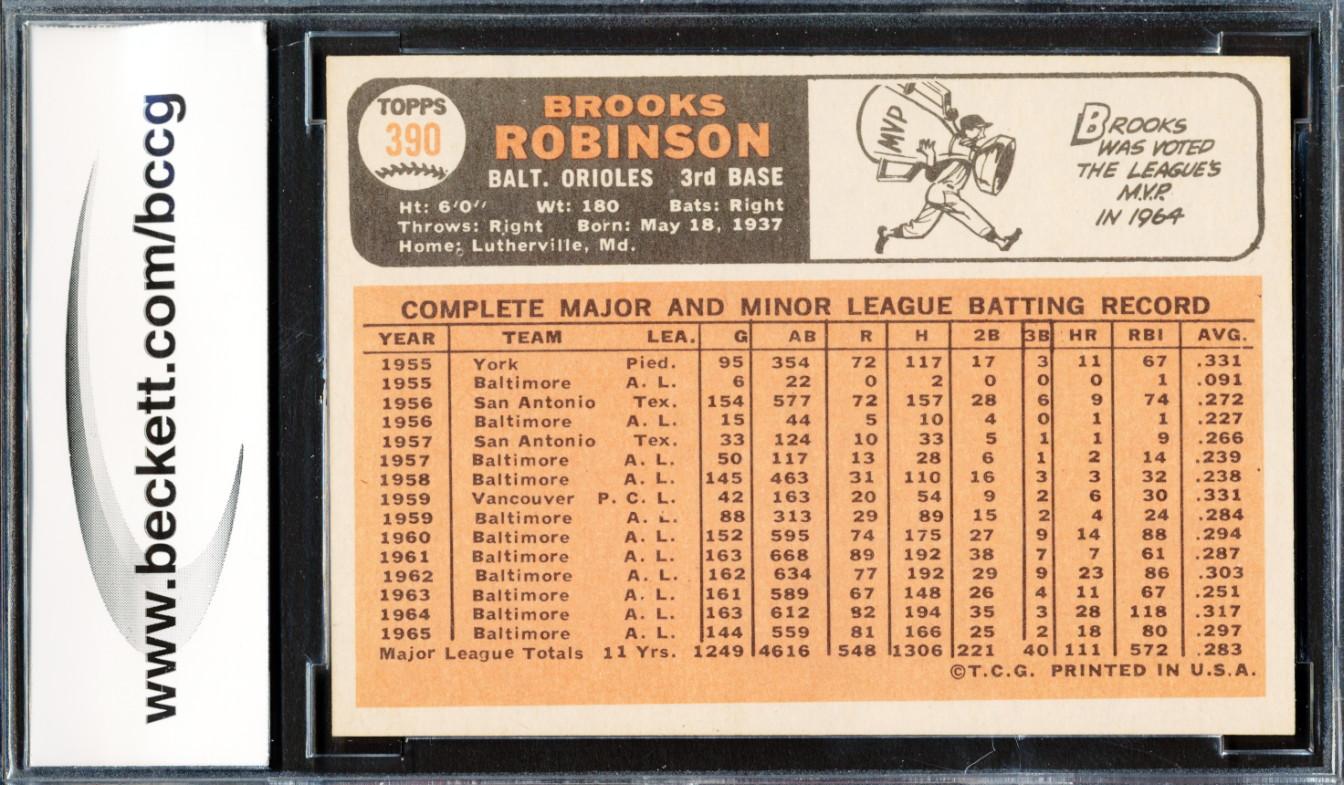 www.beckett.com/bccg
TOPPS
390
BROOKS
ROBINSON
BALT. ORIOLES 3rd BASE
Ht: 6'0" Wt: 180 Bats: Right
Throws: Right Born: May 18, 1937
Home: Lutherville, Md.
MVP
BROOKS
WAS VOTED
THE LEAGUE'S
M.V.P.
IN 1964
COMPLETE MAJOR AND MINOR LEAGUE BATTING RECORD
YEAR TEAM LEA. G AB R H 2B 3B HR RBI AVG.
1955 York Pied. 95 354 72 117 17 3 11 67 .331
1955 Baltimore A. L. 6 22 0 2 0 0 0 1 .091
1956 San Antonio Tex. 154 577 72 157 28 6 9 74 .272
1956 Baltimore A. L. 15 44 5 10 4 0 1 1 .227
1957 San Antonio Tex. 33 124 10 33 5 1 1 9 .266
1957 Baltimore A. L. 50 117 13 28 6 1 2 14 .239
1958 Baltimore A. L. 145 463 31 110 16 3 3 32 .238
1959 Vancouver P. C. L. 42 163 20 54 9 2 6 30 .331
1959 Baltimore A. L. 88 313 29 89 15 2 4 24 .284
1960 Baltimore A. L. 152 595 74 175 27 9 14 88 .294
1961 Baltimore A. L. 163 668 89 192 38 7 7 61 .287
1962 Baltimore A. L. 162 634 77 192 29 9 23 86 .303
1963 Baltimore A. L. 161 589 67 148 26 4 11 67 .251
1964 Baltimore A. L. 163 612 82 194 35 3 28 118 .317
1965 Baltimore A. L. 144 559 81 166 25 2 18 80 .297
Major League Totals 11 Yrs. 1249 4616 548 1306 221 40 111 572 .283
©T.C.G. PRINTED IN U.S.A.